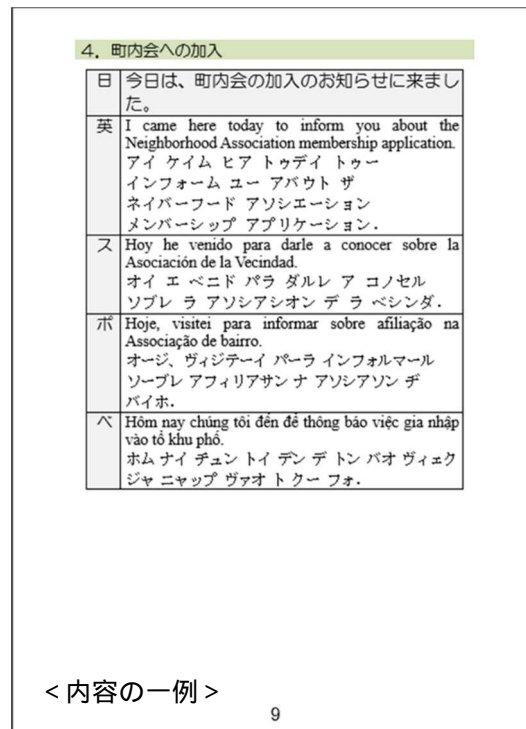 4. 町内会への加入
日 今日は、町内会の加入のお知らせに来まし
た。
英 I came here today to inform you about the
Neighborhood Association membership application.
アイ ケイム ヒア トゥデイ トゥー
インフォーム ユー アバウト ザ
ネイバーフード アソシエーション
メンバーシップ アプリケーション.
ス Hoy he venido para darle a conocer sobre la
Asociación de la Vecindad.
オイ エ ベニド パラ ダルレ ア コノセル
ソブレ ラ アソシアシオン デ ラ ベシンダ.
ポ Hoje, visitei para informar sobre afiliação na
Associação de bairro.
オージ、ヴィジテーイ パーラ インフォルマール
ソーブレ アフィリアサン ナ アソシアソン ヂ
バイホ.
ベ Hôm nay chúng tôi đến để thông báo việc gia nhập
vào tổ khu phố.
ホム ナイ チュン トイ デン デ トン バオ ヴィェク
ジャ ニャップ ヴァオ ト クー フォ.
<内容の一例>
9